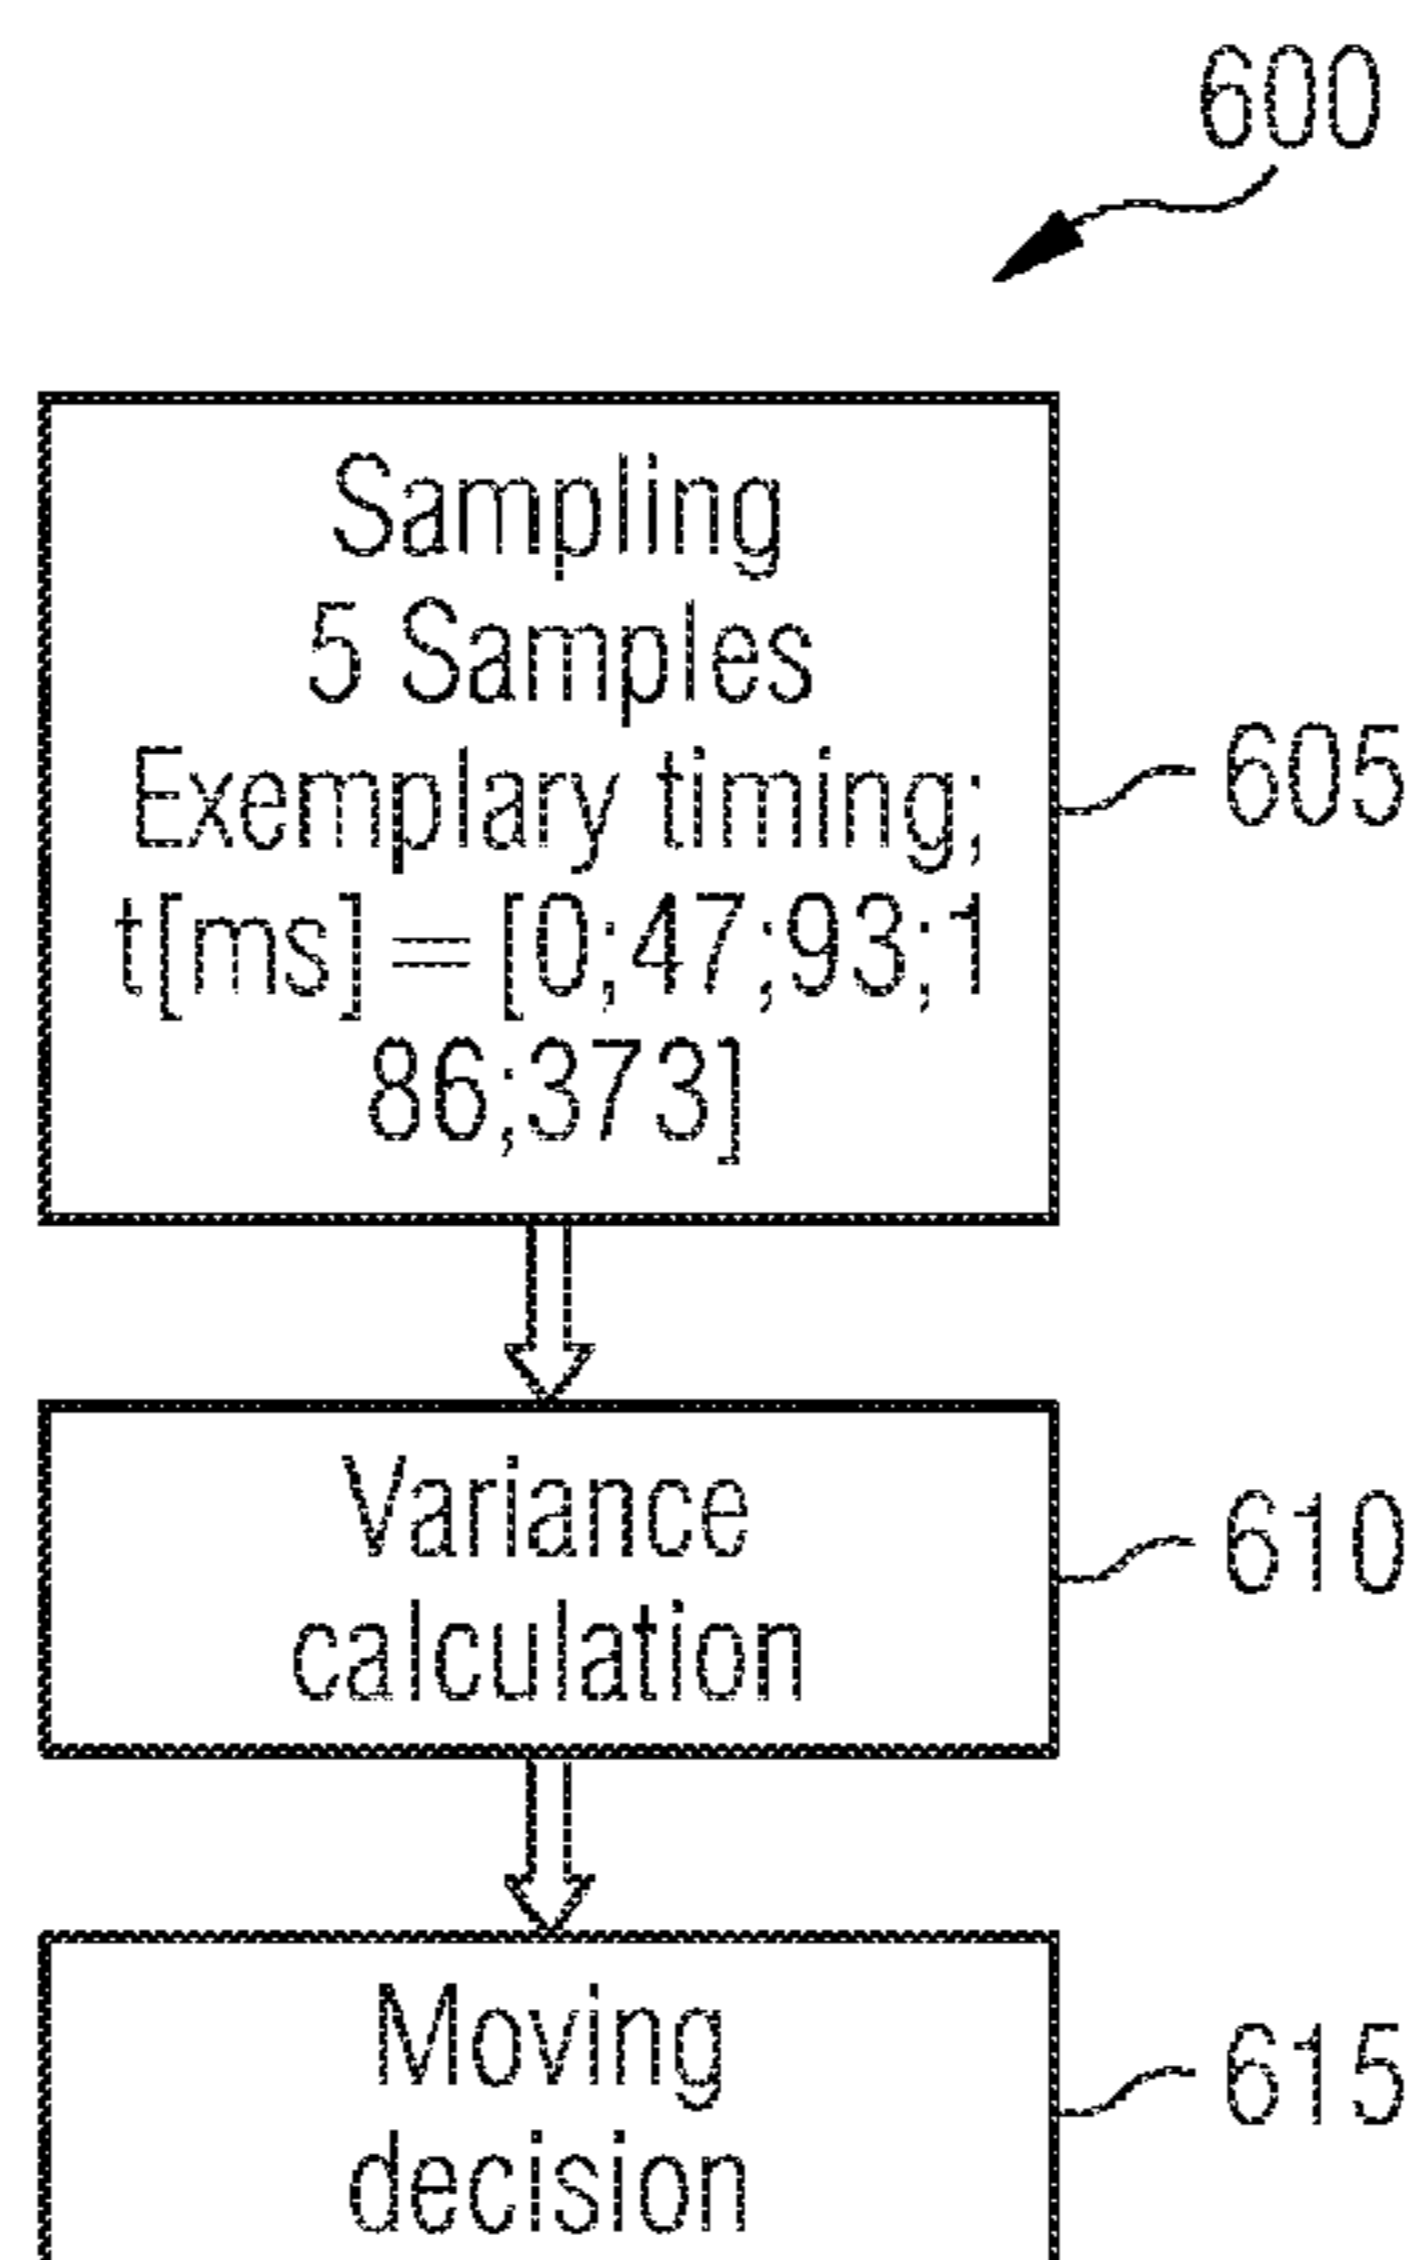 600
Sampling
5 Samples
Exemplary timing;
t[ms] = [0;47;93;1
86;373]
605
Variance
calculation
610
Moving
decision
615